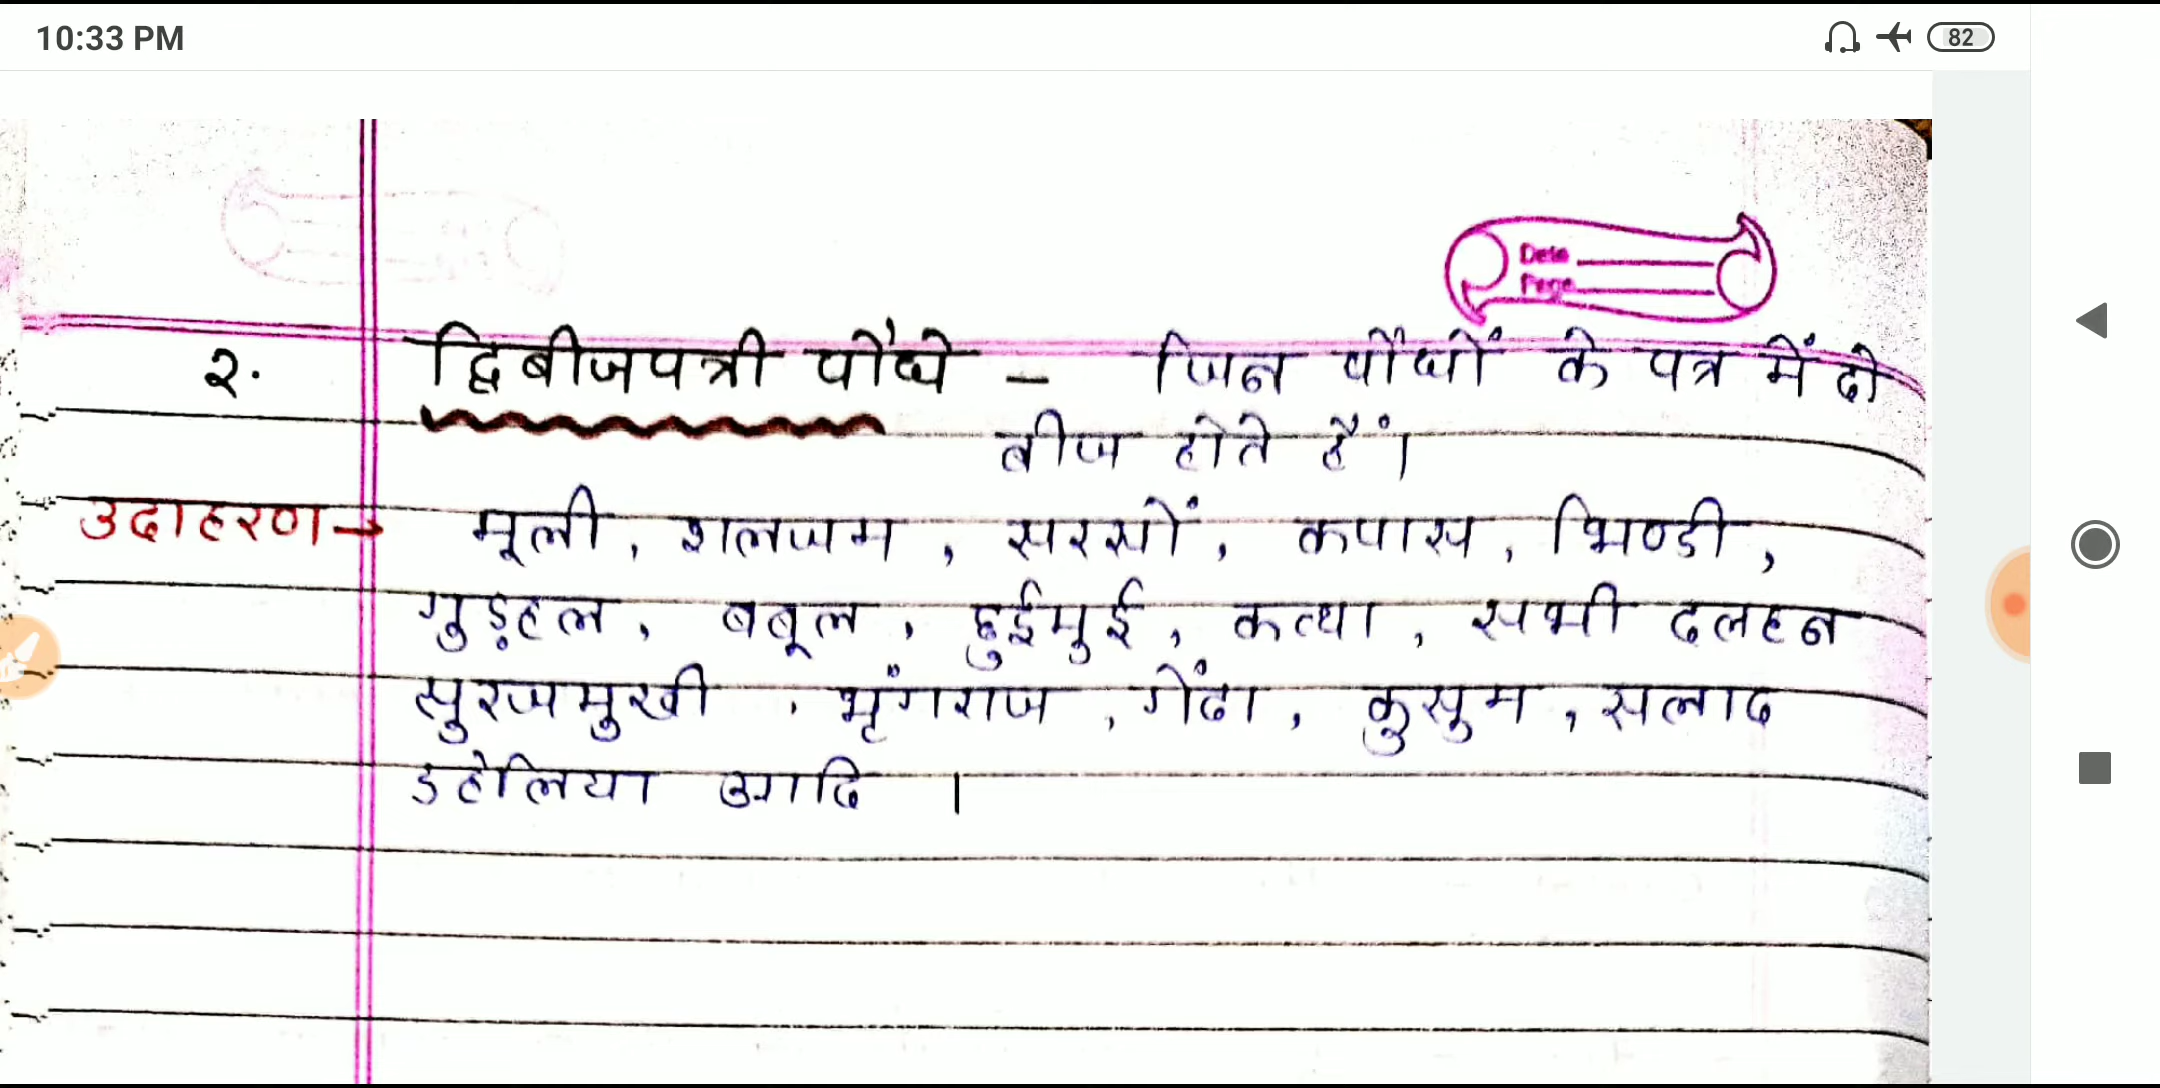 10:33 PM
82
Date
Page
२. द्विबीजपत्री पौधे - जिन पौधों के पत्र में दो
बीज होते हैं।
उदाहरण→ मूली, शलजम, सरसों, कपास, भिण्डी,
गुड़हल, बबूल, छुईमुई, कत्था, सभी दलहन
सुरजमुखी, भृंगराज, गेंदा, कुसुम, सलाद
डहेलिया आदि ।